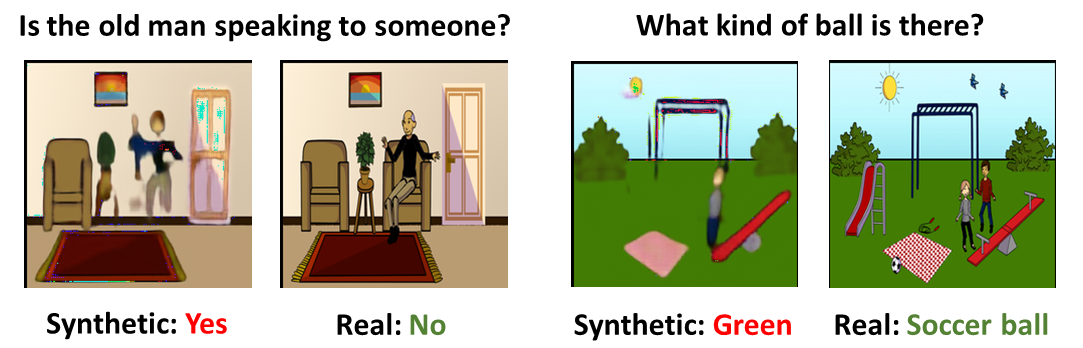 Is the old man speaking to someone?
What kind of ball is there?
Synthetic: Yes
Real: No
Synthetic: Green
Real: Soccer ball